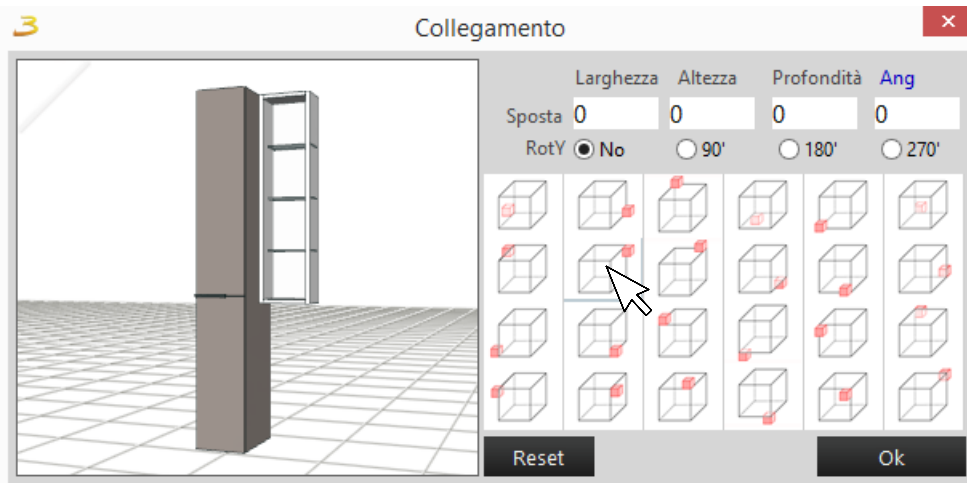 Collegamento
Larghezza Altezza Profondità Ang
Sposta 0 0 0 0
RotY No 90' 180' 270'
Reset Ok